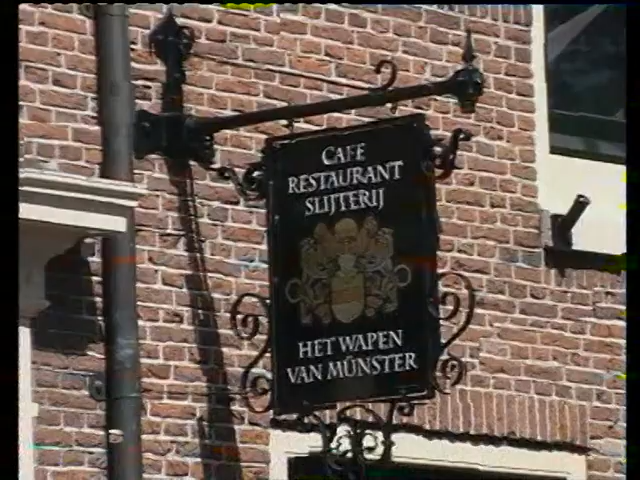 CAFE
RESTAURANT
SLIJTERIJ
HET WAPEN
VAN MÜNSTER